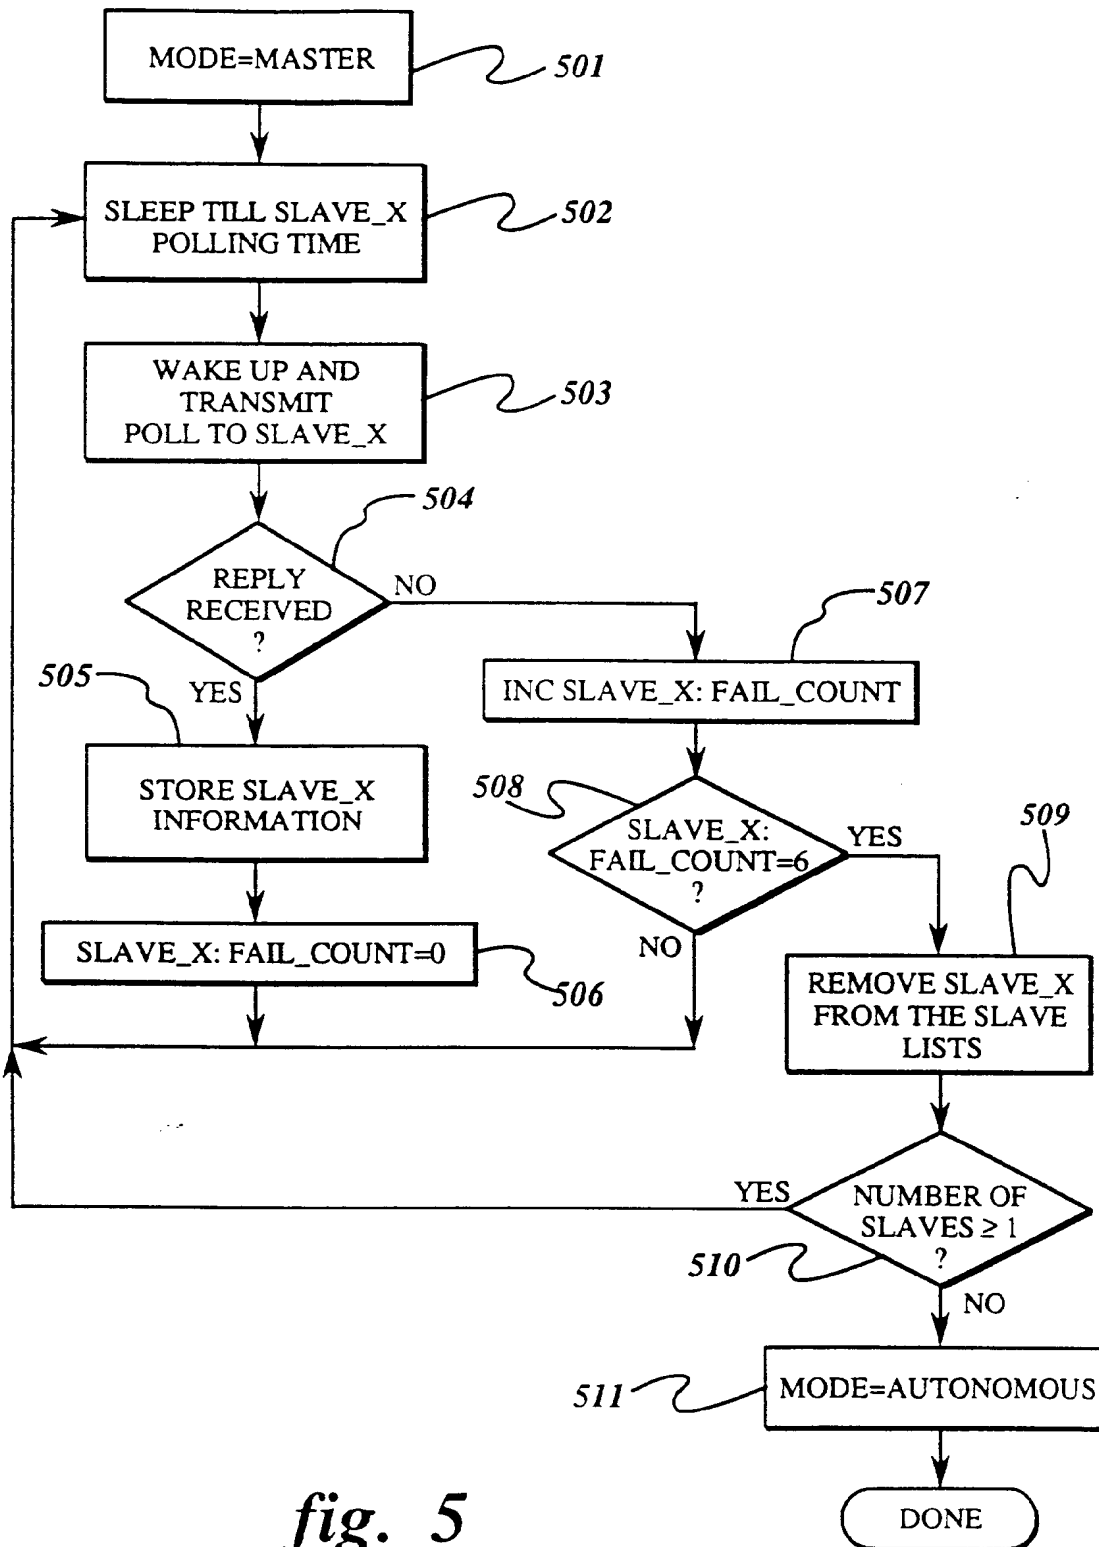 MODE=MASTER
501
SLEEP TILL SLAVE_X
POLLING TIME
502
WAKE UP AND
TRANSMIT
POLL TO SLAVE_X
503
504
REPLY
RECEIVED
?
NO
YES
505
STORE SLAVE_X
INFORMATION
SLAVE_X: FAIL_COUNT=0
506
507
INC SLAVE_X: FAIL_COUNT
508
SLAVE_X:
FAIL_COUNT=6
?
YES
NO
509
REMOVE SLAVE_X
FROM THE SLAVE
LISTS
YES
NUMBER OF
SLAVES ≥ 1
?
510
NO
511
MODE=AUTONOMOUS
DONE
fig. 5